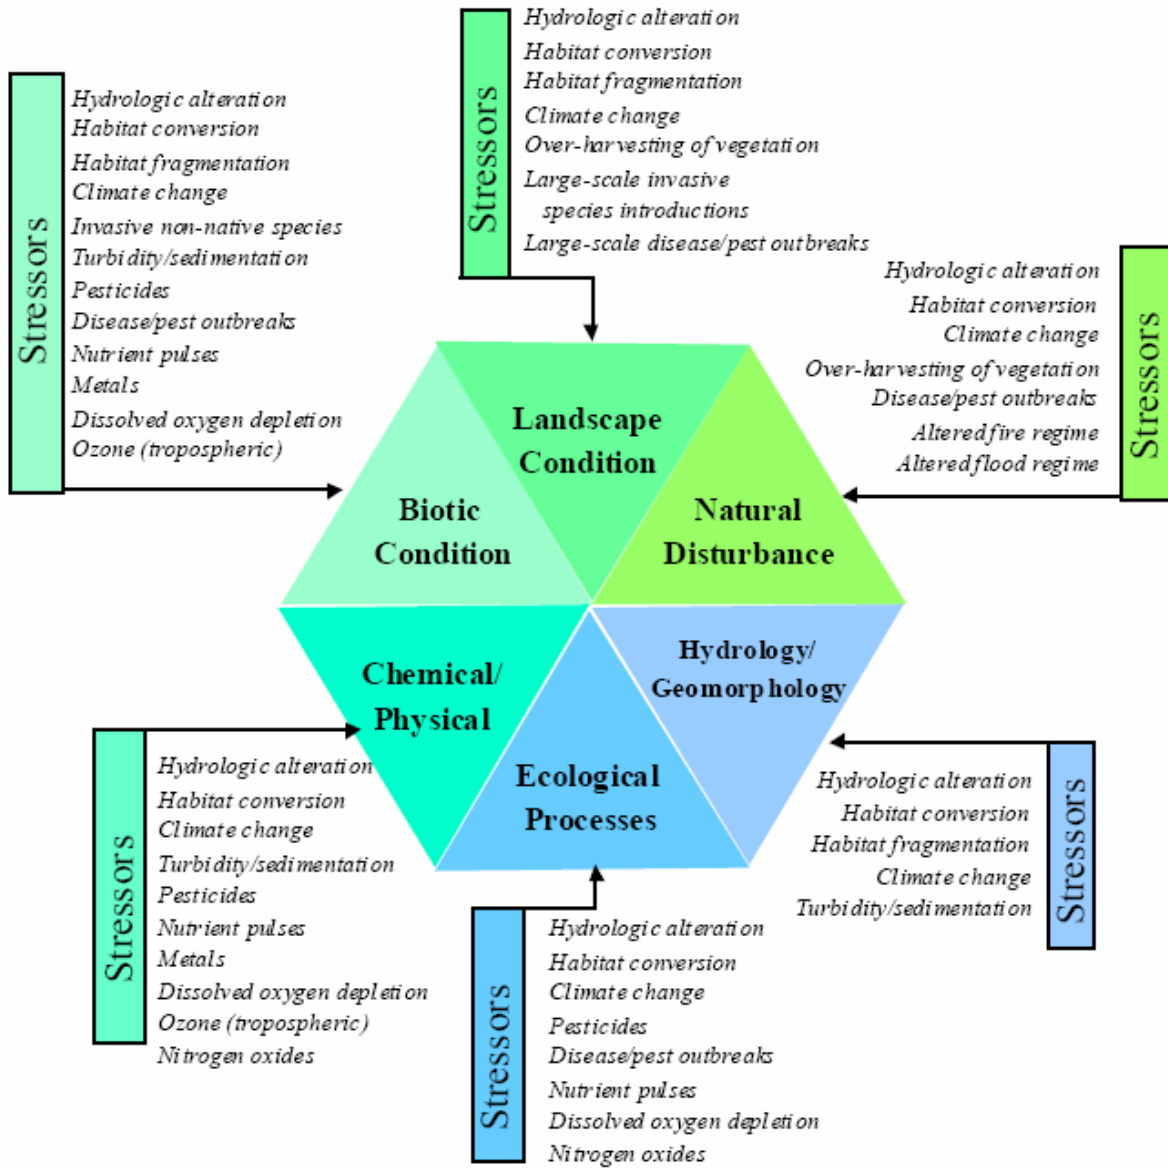 Stressors
Hydrologic alteration
Habitat conversion
Habitat fragmentation
Climate change
Over-harvesting of vegetation
Large-scale invasive
species introductions
Large-scale disease/pest outbreaks
Stressors
Hydrologic alteration
Habitat conversion
Habitat fragmentation
Climate change
Invasive non-native species
Turbidity/sedimentation
Pesticides
Disease/pest outbreaks
Nutrient pulses
Metals
Dissolved oxygen depletion
Ozone (tropospheric)
Stressors
Hydrologic alteration
Habitat conversion
Climate change
Over-harvesting of vegetation
Disease/pest outbreaks
Altered fire regime
Altered flood regime
Landscape
Condition
Biotic
Condition
Natural
Disturbance
Chemical/
Physical
Hydrology/
Geomorphology
Ecological
Processes
Stressors
Hydrologic alteration
Habitat conversion
Climate change
Turbidity/sedimentation
Pesticides
Nutrient pulses
Metals
Dissolved oxygen depletion
Ozone (tropospheric)
Nitrogen oxides
Stressors
Hydrologic alteration
Habitat conversion
Habitat fragmentation
Climate change
Turbidity/sedimentation
Stressors
Hydrologic alteration
Habitat conversion
Climate change
Pesticides
Disease/pest outbreaks
Nutrient pulses
Dissolved oxygen depletion
Nitrogen oxides